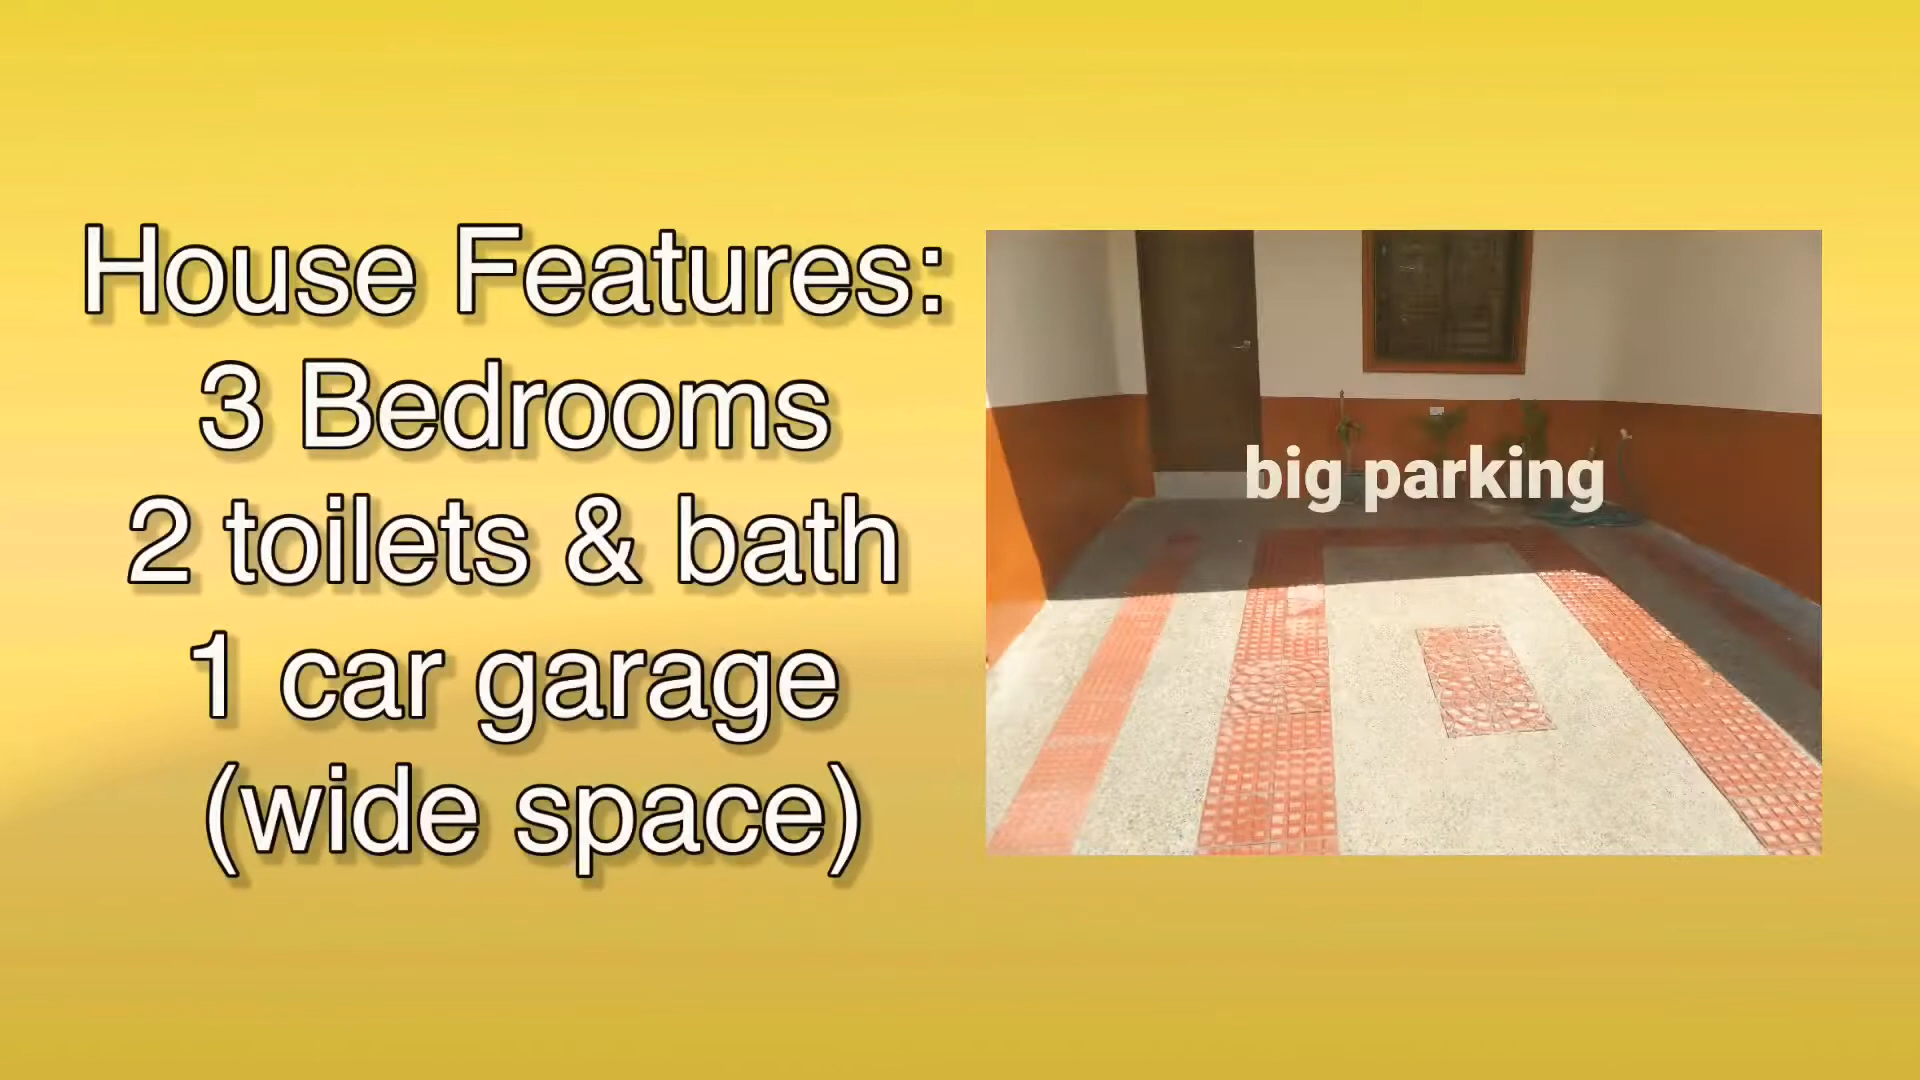 House Features:
3 Bedrooms
2 toilets & bath
1 car garage
(wide space)
big parking